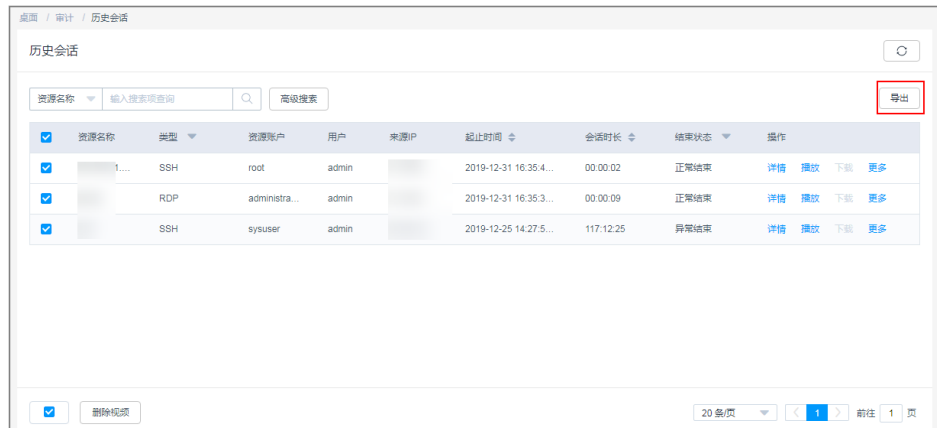 桌面 / 审计 / 历史会话
历史会话
资源名称 输入搜索项查询 高级搜索 导出
资源名称 类型 资源账户 用户 来源IP 起止时间 会话时长 结束状态 操作
1.... SSH root admin 2019-12-31 16:35:4... 00:00:02 正常结束 详情 播放 下载 更多
RDP administra... admin 2019-12-31 16:35:3... 00:00:09 正常结束 详情 播放 下载 更多
SSH sysuser admin 2019-12-25 14:27:5... 117:12:25 异常结束 详情 播放 下载 更多
删除视频 20 条/页 1 前往 1 页